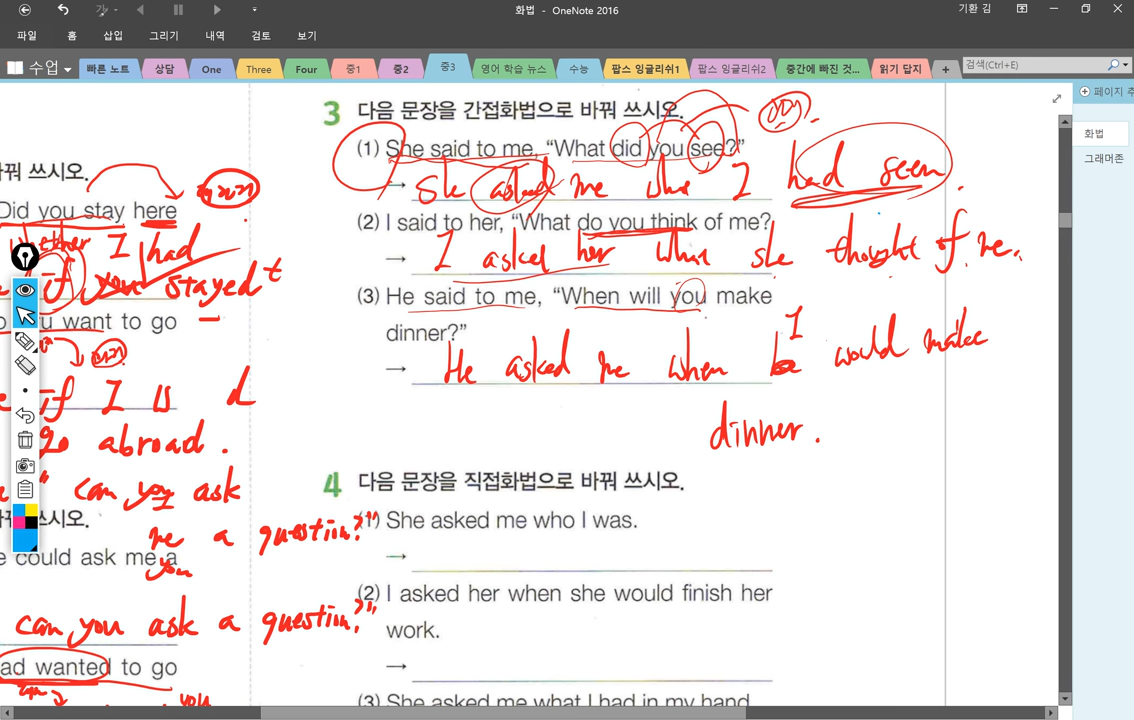 화법 - OneNote 2016
기환 김
파일 홈 삽입 그리기 내역 검토 보기
수업 빠른 노트 상담 One Three Four 중1 중2 중3 영어 학습 뉴스 수능 팝스 잉글리쉬1 팝스 잉글리쉬2 중간에 빠진 것... 읽기 답지 + 검색(Ctrl+E)
페이지 추
화법
그래머존
바꿔 쓰시오.
Did you stay here
whether I had
if you stayed t
u want to go
if I is d
go abroad.
" can you ask
me a question?"
you
바꿔 쓰시오.
e could ask me a
can you ask a question?"
ad wanted to go
you
3 다음 문장을 간접화법으로 바꿔 쓰시오.
(1) She said to me, “What did you see?”
→ She asked me what I had seen.
(2) I said to her, “What do you think of me?
→ I asked her what she thought of me.
(3) He said to me, “When will you make
dinner?”
→ He asked me when I would make
dinner.
4 다음 문장을 직접화법으로 바꿔 쓰시오.
(1) She asked me who I was.
→
(2) I asked her when she would finish her
work.
→
(3) She asked me what I had in my hand.